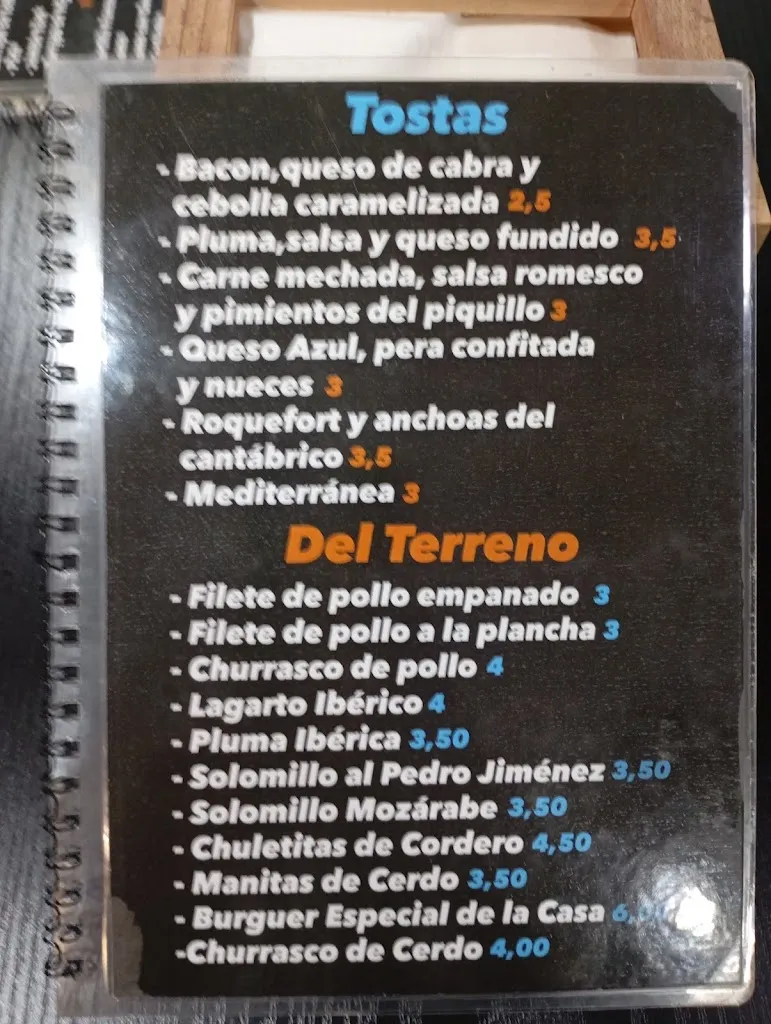 Tostas
- Bacon,queso de cabra y
cebolla caramelizada 2,5
- Pluma,salsa y queso fundido 3,5
- Carne mechada, salsa romesco
y pimientos del piquillo 3
- Queso Azul, pera confitada
y nueces 3
- Roquefort y anchoas del
cantábrico 3,5
- Mediterránea 3
Del Terreno
- Filete de pollo empanado 3
- Filete de pollo a la plancha 3
- Churrasco de pollo 4
- Lagarto Ibérico 4
- Pluma Ibérica 3,50
- Solomillo al Pedro Jiménez 3,50
- Solomillo Mozárabe 3,50
- Chuletitas de Cordero 4,50
- Manitas de Cerdo 3,50
- Burguer Especial de la Casa
-Churrasco de Cerdo 4,00